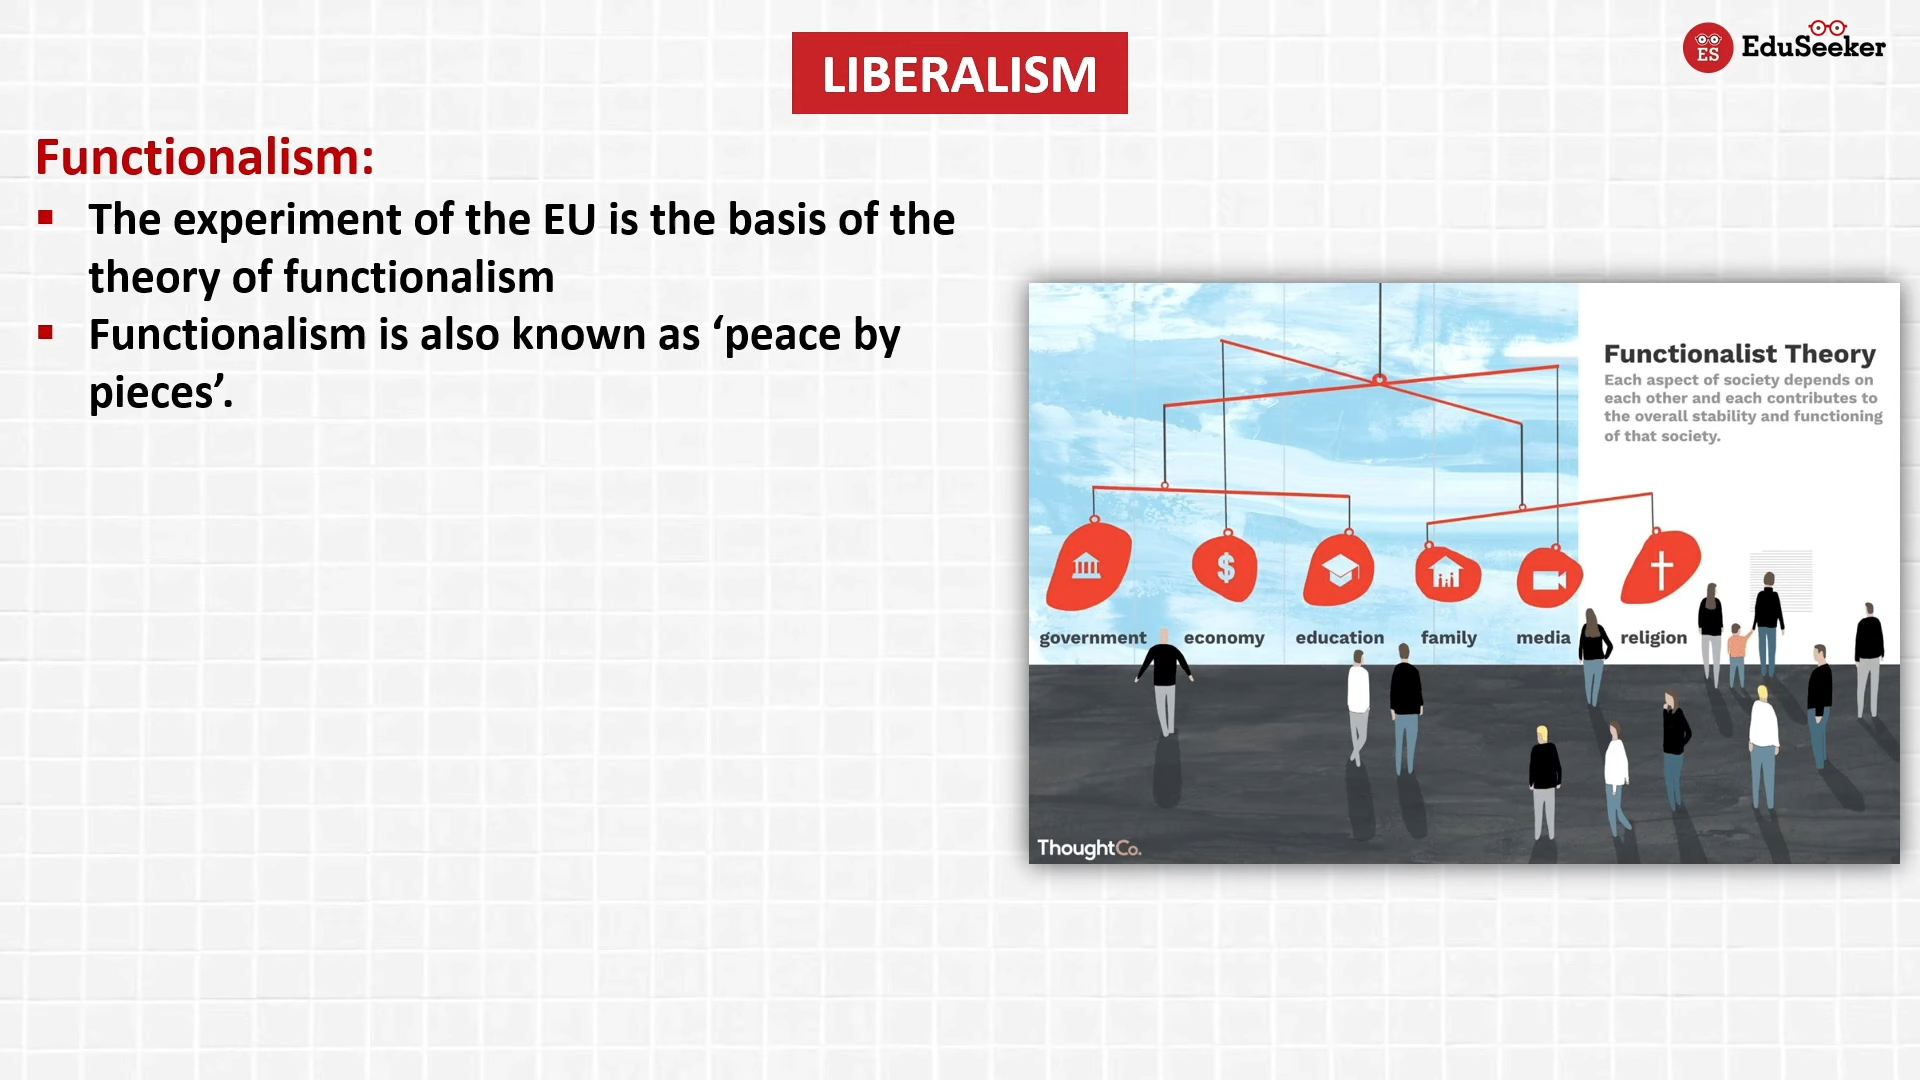 LIBERALISM
ES EduSeeker
Functionalism:
▪ The experiment of the EU is the basis of the
theory of functionalism
▪ Functionalism is also known as ‘peace by
pieces’.
Functionalist Theory
Each aspect of society depends on
each other and each contributes to
the overall stability and functioning
of that society.
$
government economy education family media religion
ThoughtCo.